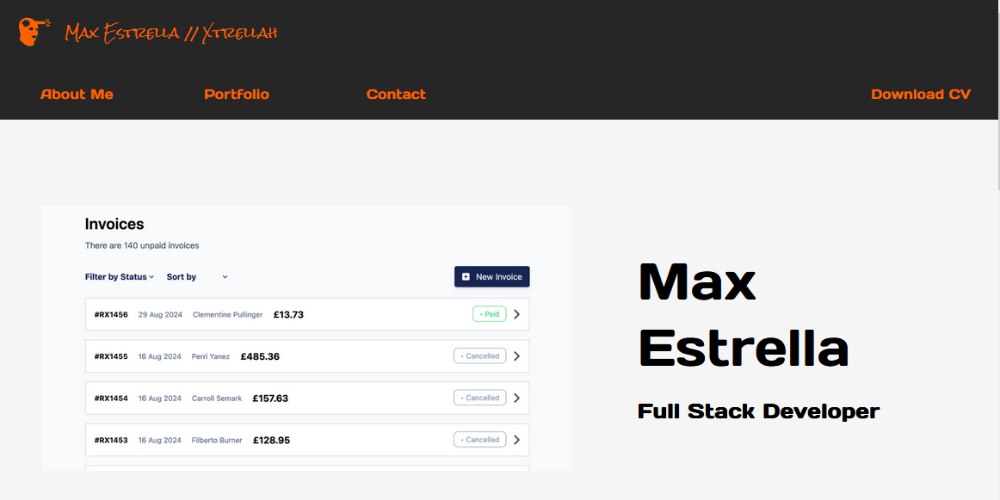 Max Estrella // Xtrellah
About Me Portfolio Contact Download CV
Invoices
There are 140 unpaid invoices
Filter by Status Sort by New Invoice
#RX1456 29 Aug 2024 Clementine Pullinger £13.73 • Paid
#RX1455 16 Aug 2024 Perri Yanez £485.36 • Cancelled
#RX1454 16 Aug 2024 Carroll Semark £157.63 • Cancelled
#RX1453 16 Aug 2024 Filberto Burner £128.95 • Cancelled
Max
Estrella
Full Stack Developer